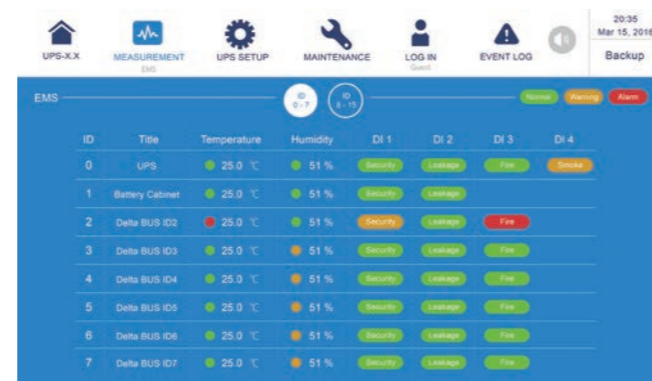 20:35
Mar 15, 2016
UPS-X.X MEASUREMENT UPS SETUP MAINTENANCE LOG IN EVENT LOG Backup
EMS Guest
EMS ID 0 - 7 ID 8 - 15 Normal Warning Alarm
ID Title Temperature Humidity DI 1 DI 2 DI 3 DI 4
0 UPS 25.0 °C 51 % Security Leakage Fire Smoke
1 Battery Cabinet 25.0 °C 51 % Security Leakage
2 Delta BUS ID2 25.0 °C 51 % Security Leakage Fire
3 Delta BUS ID3 25.0 °C 51 % Security Leakage Fire
4 Delta BUS ID4 25.0 °C 51 % Security Leakage Fire
5 Delta BUS ID5 25.0 °C 51 % Security Leakage Fire
6 Delta BUS ID6 25.0 °C 51 % Security Leakage Fire
7 Delta BUS ID7 25.0 °C 51 % Security Leakage Fire